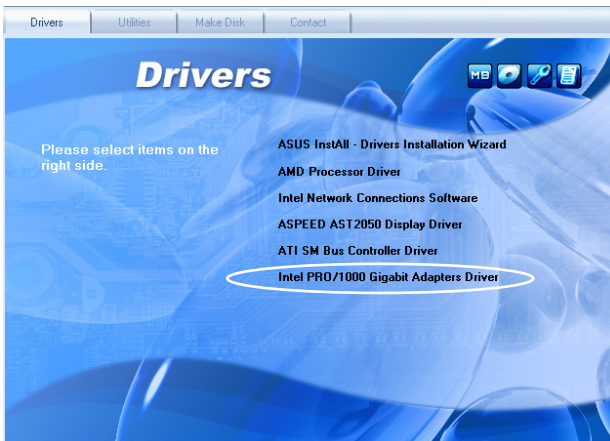 Drivers
Utilities
Make Disk
Contact
Drivers
MB
Please select items on the
right side.
ASUS InstAll - Drivers Installation Wizard
AMD Processor Driver
Intel Network Connections Software
ASPEED AST2050 Display Driver
ATI SM Bus Controller Driver
Intel PRO/1000 Gigabit Adapters Driver